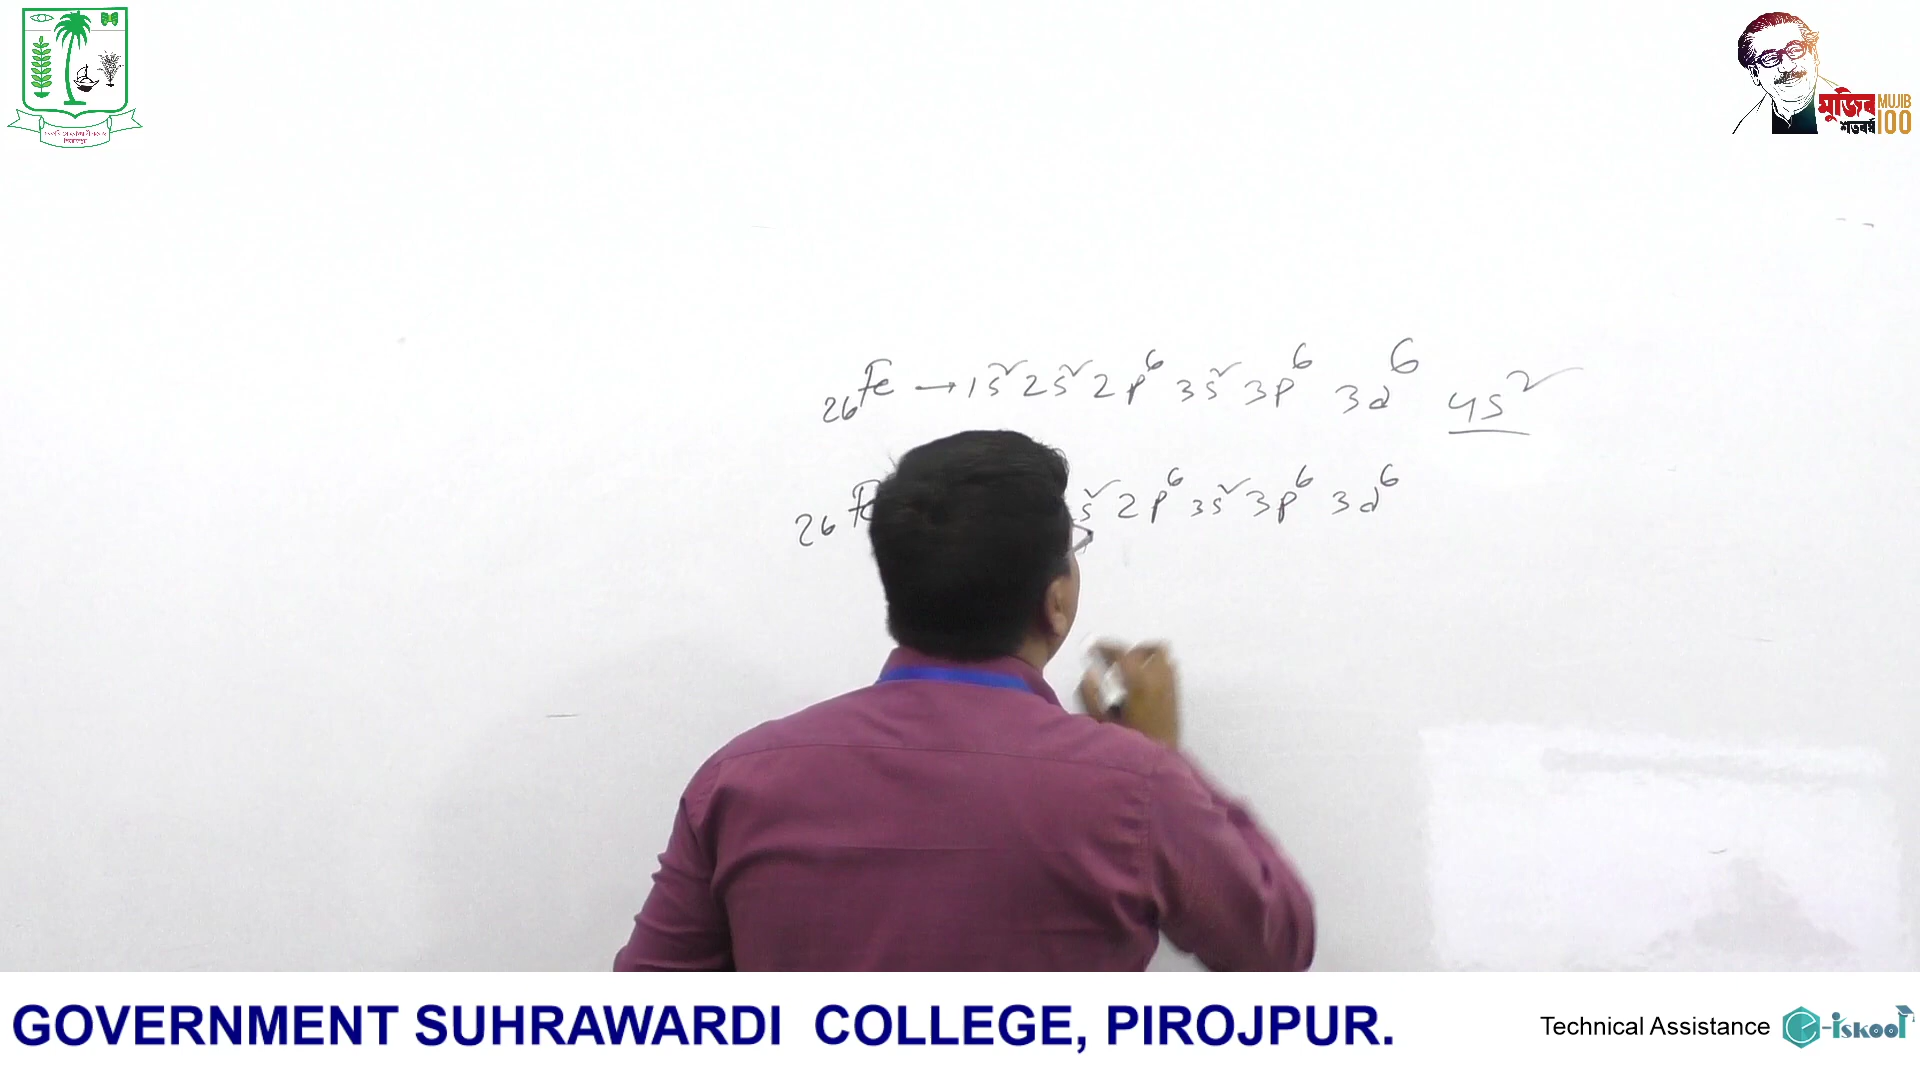 মুজিব MUJIB
শতবর্ষ 100
₂₆Fe → 1s² 2s² 2p⁶ 3s² 3p⁶ 3d⁶ 4s²
₂₆F s² 2p⁶ 3s² 3p⁶ 3d⁶
GOVERNMENT SUHRAWARDI COLLEGE, PIROJPUR.
Technical Assistance e-iskool